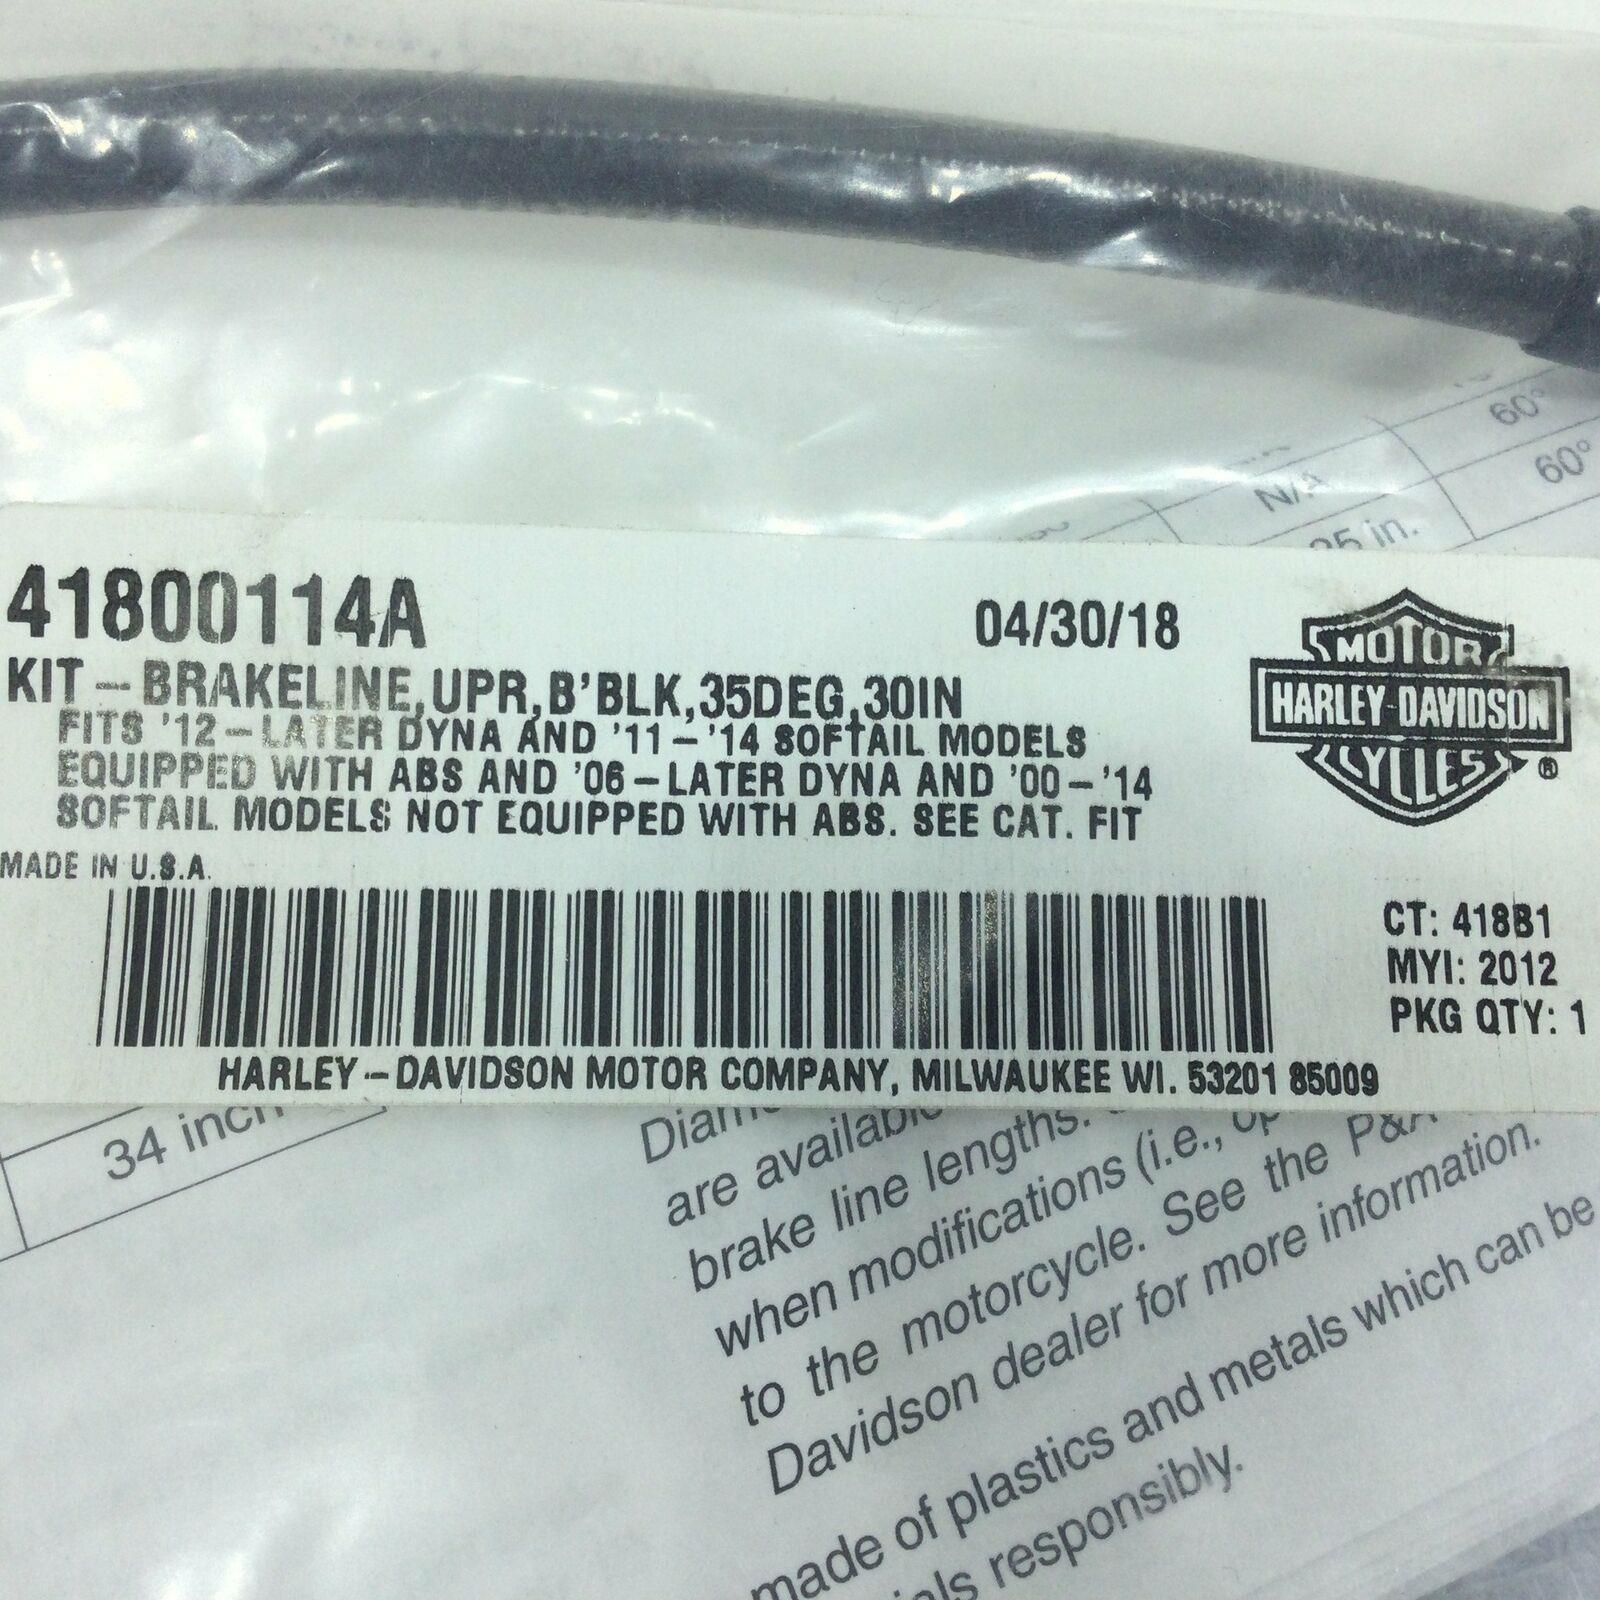 60°
N/A
60°
in.
41800114A
04/30/18
KIT-BRAKELINE,UPR,B'BLK,35DEG,30IN
FITS '12-LATER DYNA AND '11-'14 SOFTAIL MODELS
EQUIPPED WITH ABS AND '06-LATER DYNA AND '00-'14
SOFTAIL MODELS NOT EQUIPPED WITH ABS. SEE CAT. FIT
MADE IN U.S.A.
MOTOR
HARLEY-DAVIDSON
CYCLES
®
CT: 418B1
MYI: 2012
PKG QTY: 1
HARLEY-DAVIDSON MOTOR COMPANY, MILWAUKEE WI. 53201 85009
34
are
brake line lengths.
when modifications (i.e.,
to the motorcycle. See the
Davidson dealer for more information.
made of plastics and metals which can be
responsibly.